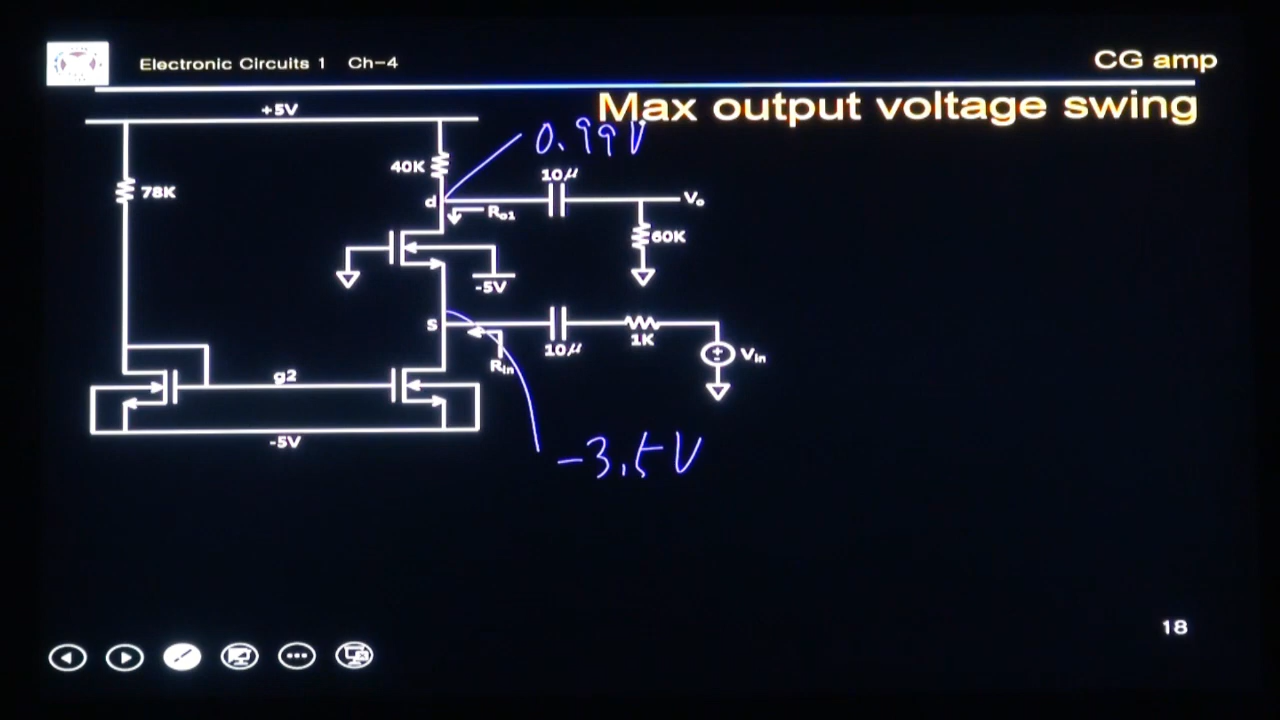 Electronic Circuits 1 Ch-4
CG amp
Max output voltage swing
+5V
0.99V
40K
10μ
78K
d
Ro1
Vo
60K
-5V
s
10μ
1K
Rin
Vin
g2
-5V
-3.5V
18